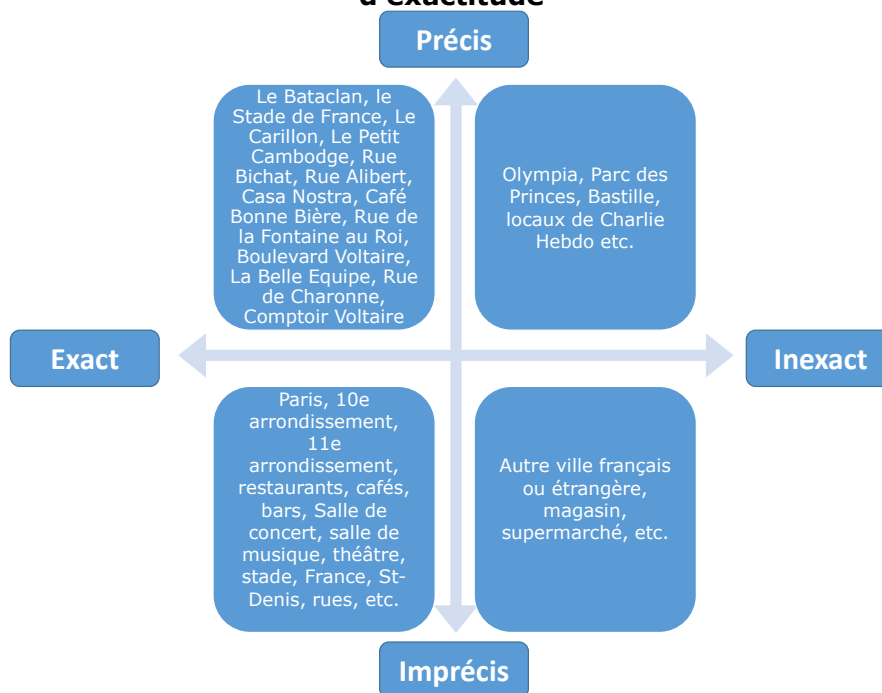 d'exactitude
Précis
Le Bataclan, le
Stade de France, Le
Carillon, Le Petit
Cambodge, Rue
Bichat, Rue Alibert,
Casa Nostra, Café
Bonne Bière, Rue de
la Fontaine au Roi,
Boulevard Voltaire,
La Belle Equipe, Rue
de Charonne,
Comptoir Voltaire
Olympia, Parc des
Princes, Bastille,
locaux de Charlie
Hebdo etc.
Exact
Inexact
Paris, 10e
arrondissement,
11e
arrondissement,
restaurants, cafés,
bars, Salle de
concert, salle de
musique, théâtre,
stade, France, St-
Denis, rues, etc.
Autre ville français
ou étrangère,
magasin,
supermarché, etc.
Imprécis